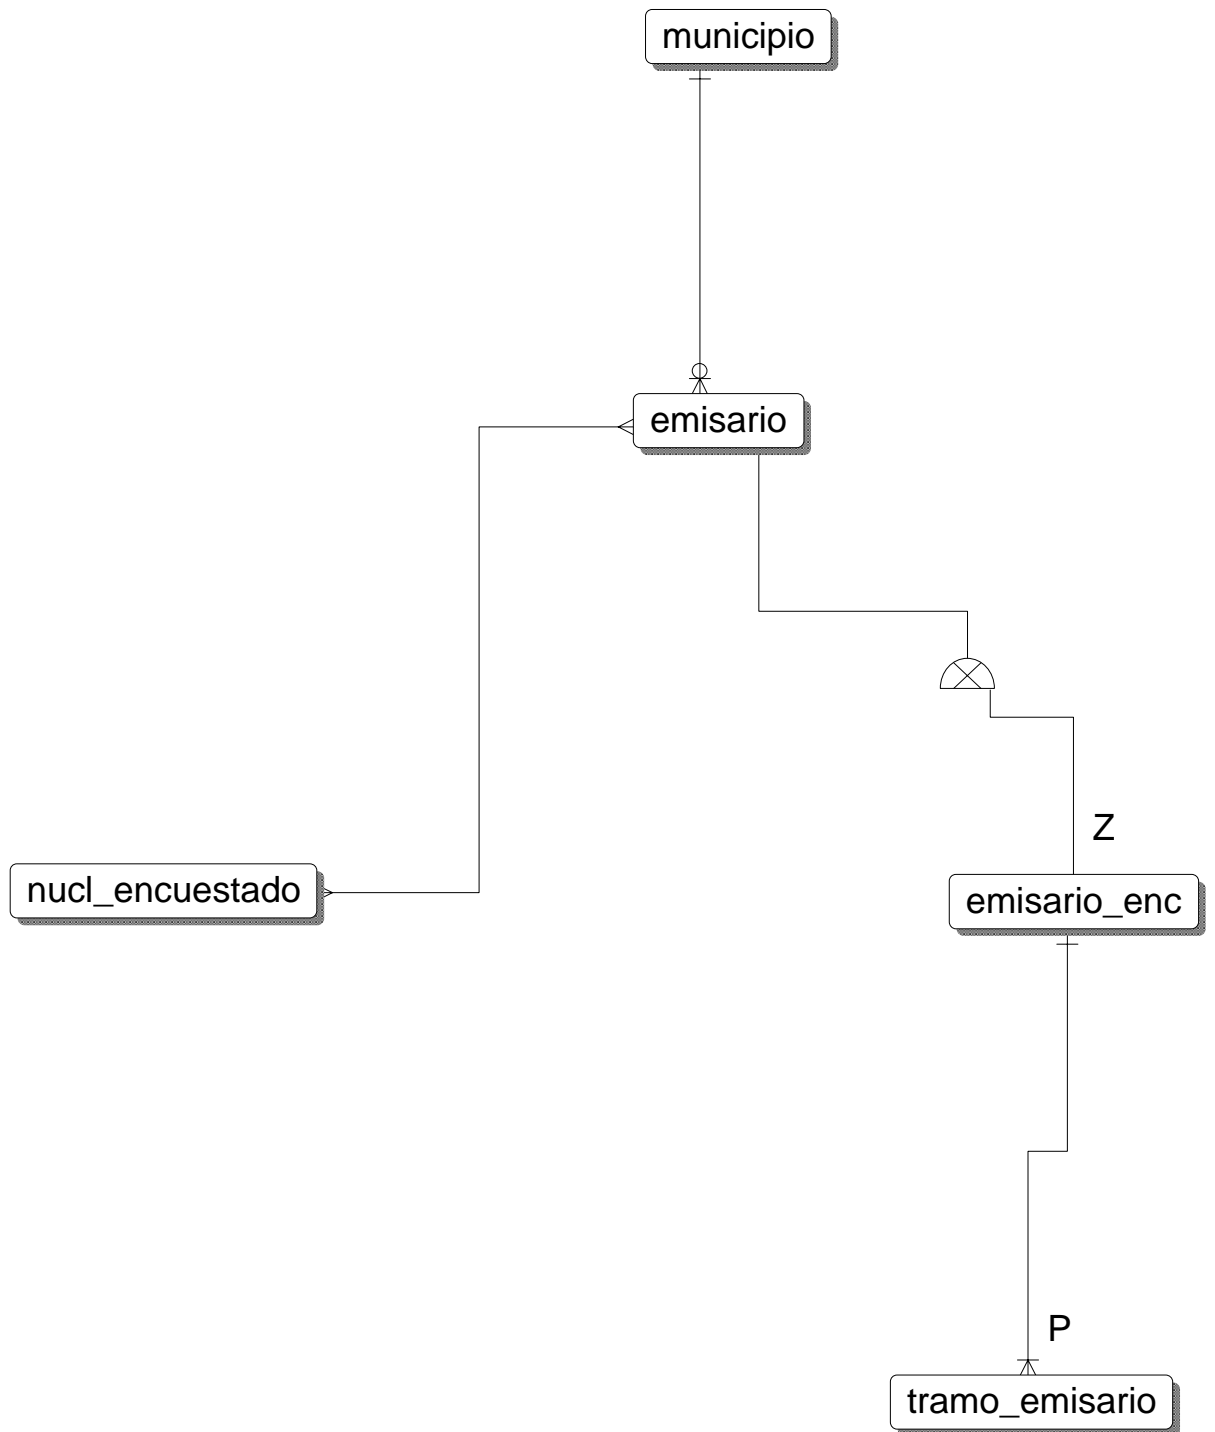 municipio
emisario
Z
nucl_encuestado
emisario_enc
P
tramo_emisario